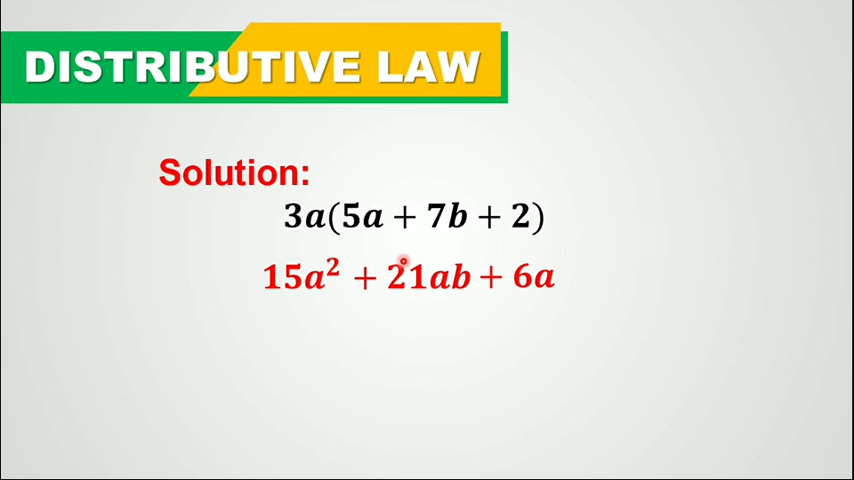 DISTRIBUTIVE LAW
Solution:
3a(5a + 7b + 2)
15a² + 21ab + 6a